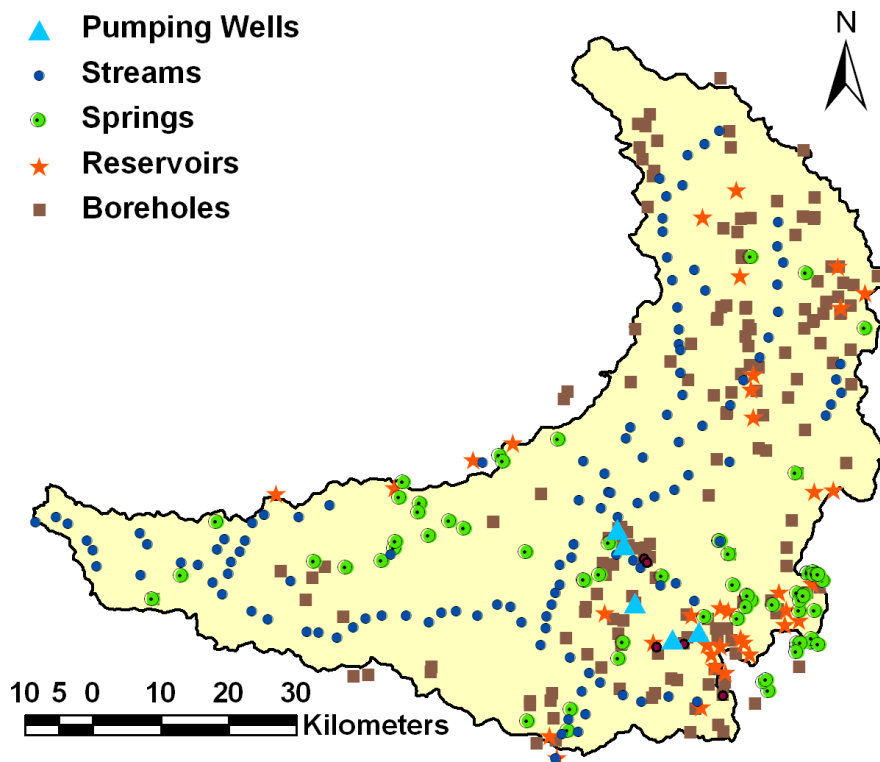 Pumping Wells
Streams
Springs
Reservoirs
Boreholes
N
10 5 0 10 20 30
Kilometers